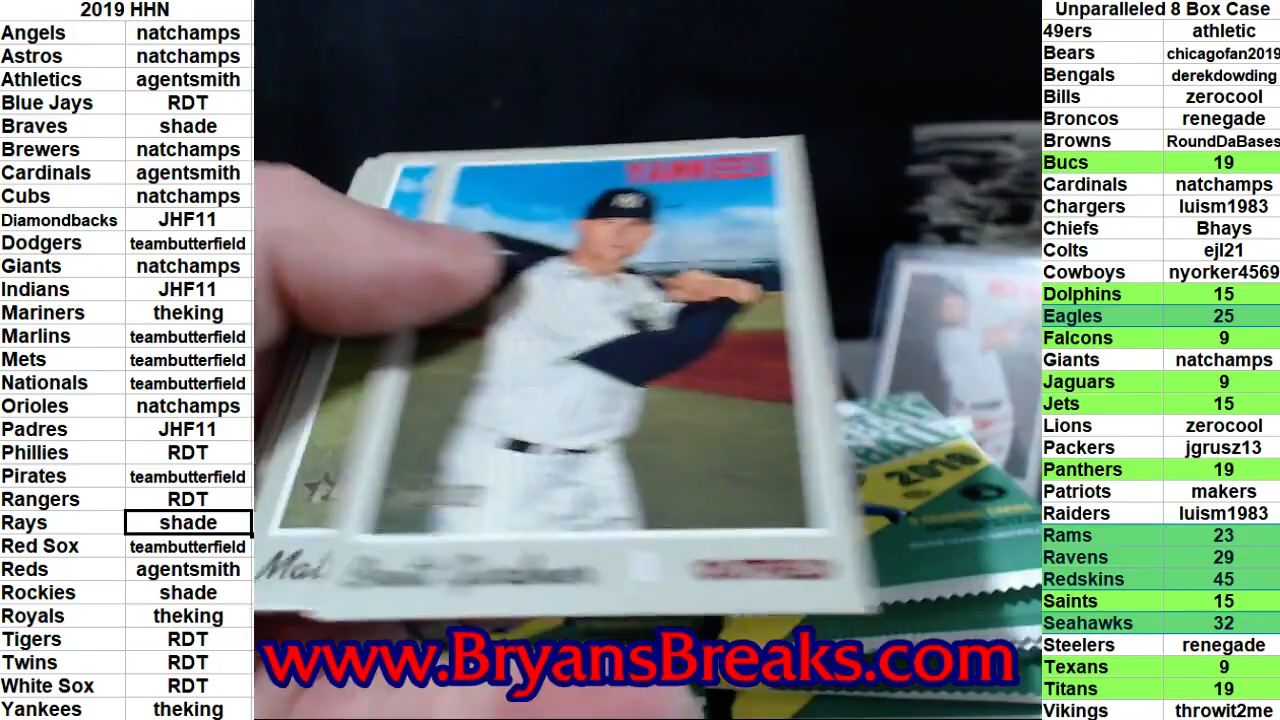 2019 HHN
Angels natchamps
Astros natchamps
Athletics agentsmith
Blue Jays RDT
Braves shade
Brewers natchamps
Cardinals agentsmith
Cubs natchamps
Diamondbacks JHF11
Dodgers teambutterfield
Giants natchamps
Indians JHF11
Mariners theking
Marlins teambutterfield
Mets teambutterfield
Nationals teambutterfield
Orioles natchamps
Padres JHF11
Phillies RDT
Pirates teambutterfield
Rangers RDT
Rays shade
Red Sox teambutterfield
Reds agentsmith
Rockies shade
Royals theking
Tigers RDT
Twins RDT
White Sox RDT
Yankees theking
YANKEES
OUTFIELD
2019
www.BryansBreaks.com
Unparalleled 8 Box Case
49ers athletic
Bears chicagofan2019
Bengals derekdowding
Bills zerocool
Broncos renegade
Browns RoundDaBases
Bucs 19
Cardinals natchamps
Chargers luism1983
Chiefs Bhays
Colts ejl21
Cowboys nyorker4569
Dolphins 15
Eagles 25
Falcons 9
Giants natchamps
Jaguars 9
Jets 15
Lions zerocool
Packers jgrusz13
Panthers 19
Patriots makers
Raiders luism1983
Rams 23
Ravens 29
Redskins 45
Saints 15
Seahawks 32
Steelers renegade
Texans 9
Titans 19
Vikings throwit2me